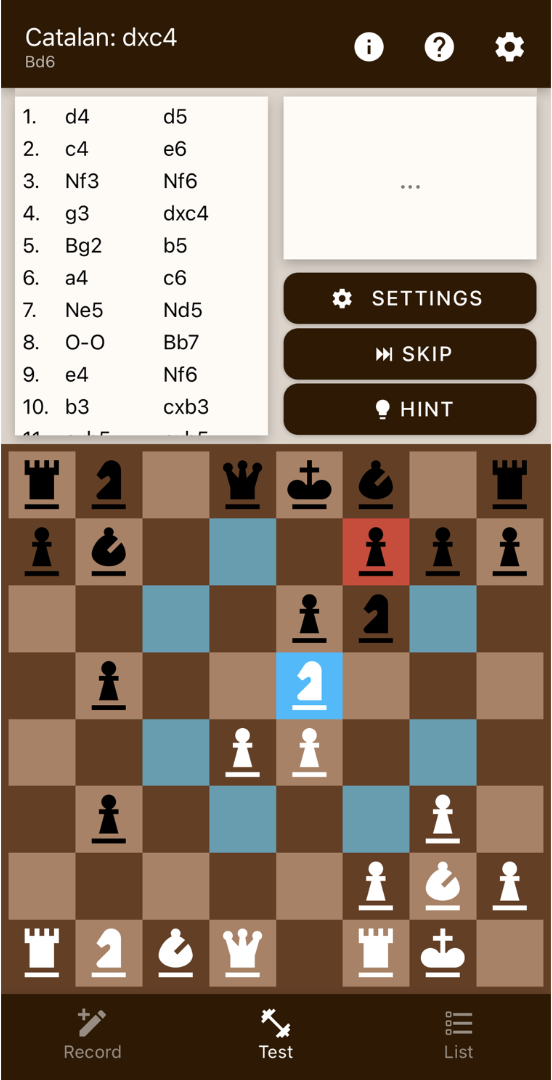 Catalan: dxc4
Bd6
1. d4 d5
2. c4 e6
3. Nf3 Nf6
4. g3 dxc4
5. Bg2 b5
6. a4 c6
7. Ne5 Nd5
8. O-O Bb7
9. e4 Nf6
10. b3 cxb3
...
SETTINGS
SKIP
HINT
Record
Test
List